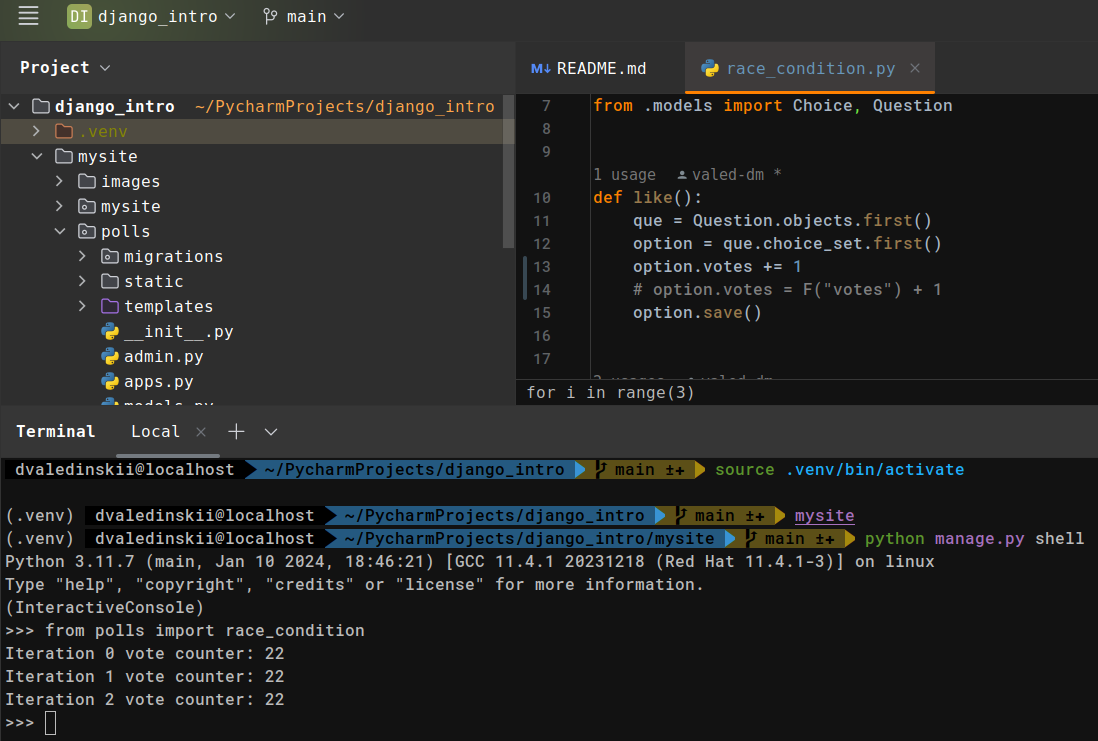 DI django_intro main
Project
django_intro ~/PycharmProjects/django_intro
.venv
mysite
images
mysite
polls
migrations
static
templates
__init__.py
admin.py
apps.py
models.py
M↓ README.md race_condition.py
7 from .models import Choice, Question
8
9
1 usage valed-dm *
10 def like():
11 que = Question.objects.first()
12 option = que.choice_set.first()
13 option.votes += 1
14 # option.votes = F("votes") + 1
15 option.save()
16
17
2 usages valed-dm
for i in range(3)
Terminal Local
dvaledinskii@localhost ~/PycharmProjects/django_intro main ±+ source .venv/bin/activate
(.venv) dvaledinskii@localhost ~/PycharmProjects/django_intro main ±+ mysite
(.venv) dvaledinskii@localhost ~/PycharmProjects/django_intro/mysite main ±+ python manage.py shell
Python 3.11.7 (main, Jan 10 2024, 18:46:21) [GCC 11.4.1 20231218 (Red Hat 11.4.1-3)] on linux
Type "help", "copyright", "credits" or "license" for more information.
(InteractiveConsole)
>>> from polls import race_condition
Iteration 0 vote counter: 22
Iteration 1 vote counter: 22
Iteration 2 vote counter: 22
>>>